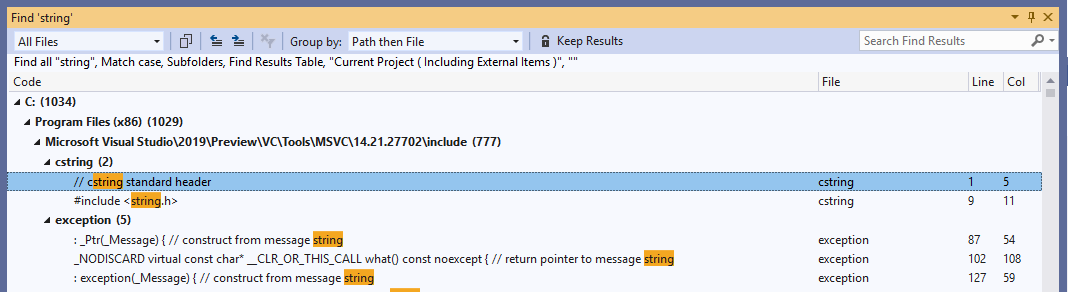 Find 'string'
All Files Group by: Path then File Keep Results Search Find Results
Find all "string", Match case, Subfolders, Find Results Table, "Current Project ( Including External Items )", ""
Code File Line Col
C: (1034)
Program Files (x86) (1029)
Microsoft Visual Studio\2019\Preview\VC\Tools\MSVC\14.21.27702\include (777)
cstring (2)
// cstring standard header cstring 1 5
#include <string.h> cstring 9 11
exception (5)
: _Ptr(_Message) { // construct from message string exception 87 54
_NODISCARD virtual const char* __CLR_OR_THIS_CALL what() const noexcept { // return pointer to message string exception 102 108
: exception(_Message) { // construct from message string exception 127 59